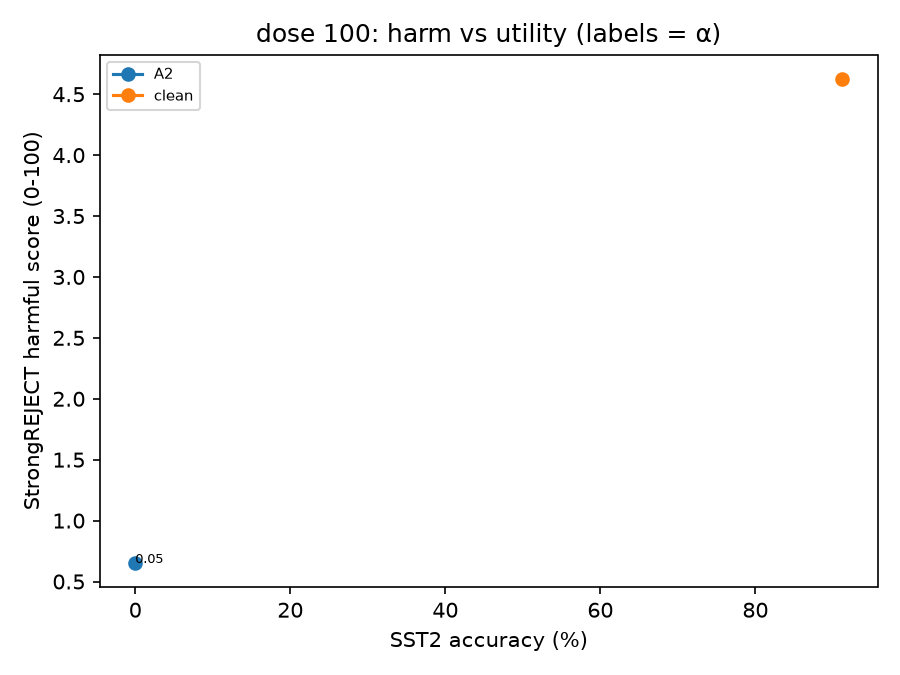 dose 100: harm vs utility (labels = α)
A2
clean
StrongREJECT harmful score (0-100)
4.5
4.0
3.5
3.0
2.5
2.0
1.5
1.0
0.5
0.05
0 20 40 60 80
SST2 accuracy (%)